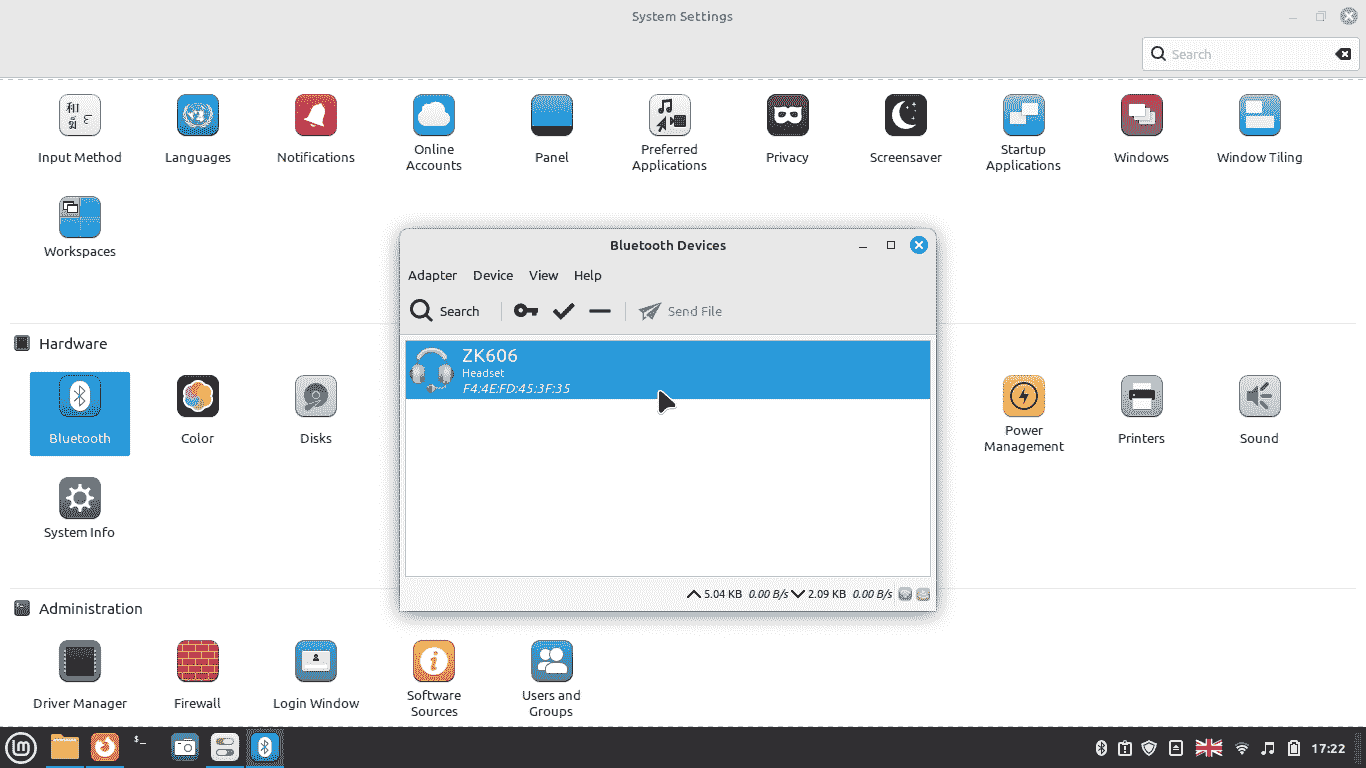 System Settings
Search
Input Method
Languages
Notifications
Online
Accounts
Panel
Preferred
Applications
Privacy
Screensaver
Startup
Applications
Windows
Window Tiling
Workspaces
Bluetooth Devices
Adapter Device View Help
Search Send File
ZK606
Headset
F4:4E:FD:45:3F:35
5.04 KB 0.00 B/s 2.09 KB 0.00 B/s
Hardware
Bluetooth
Color
Disks
Power
Management
Printers
Sound
System Info
Administration
Driver Manager
Firewall
Login Window
Software
Sources
Users and
Groups
17:22